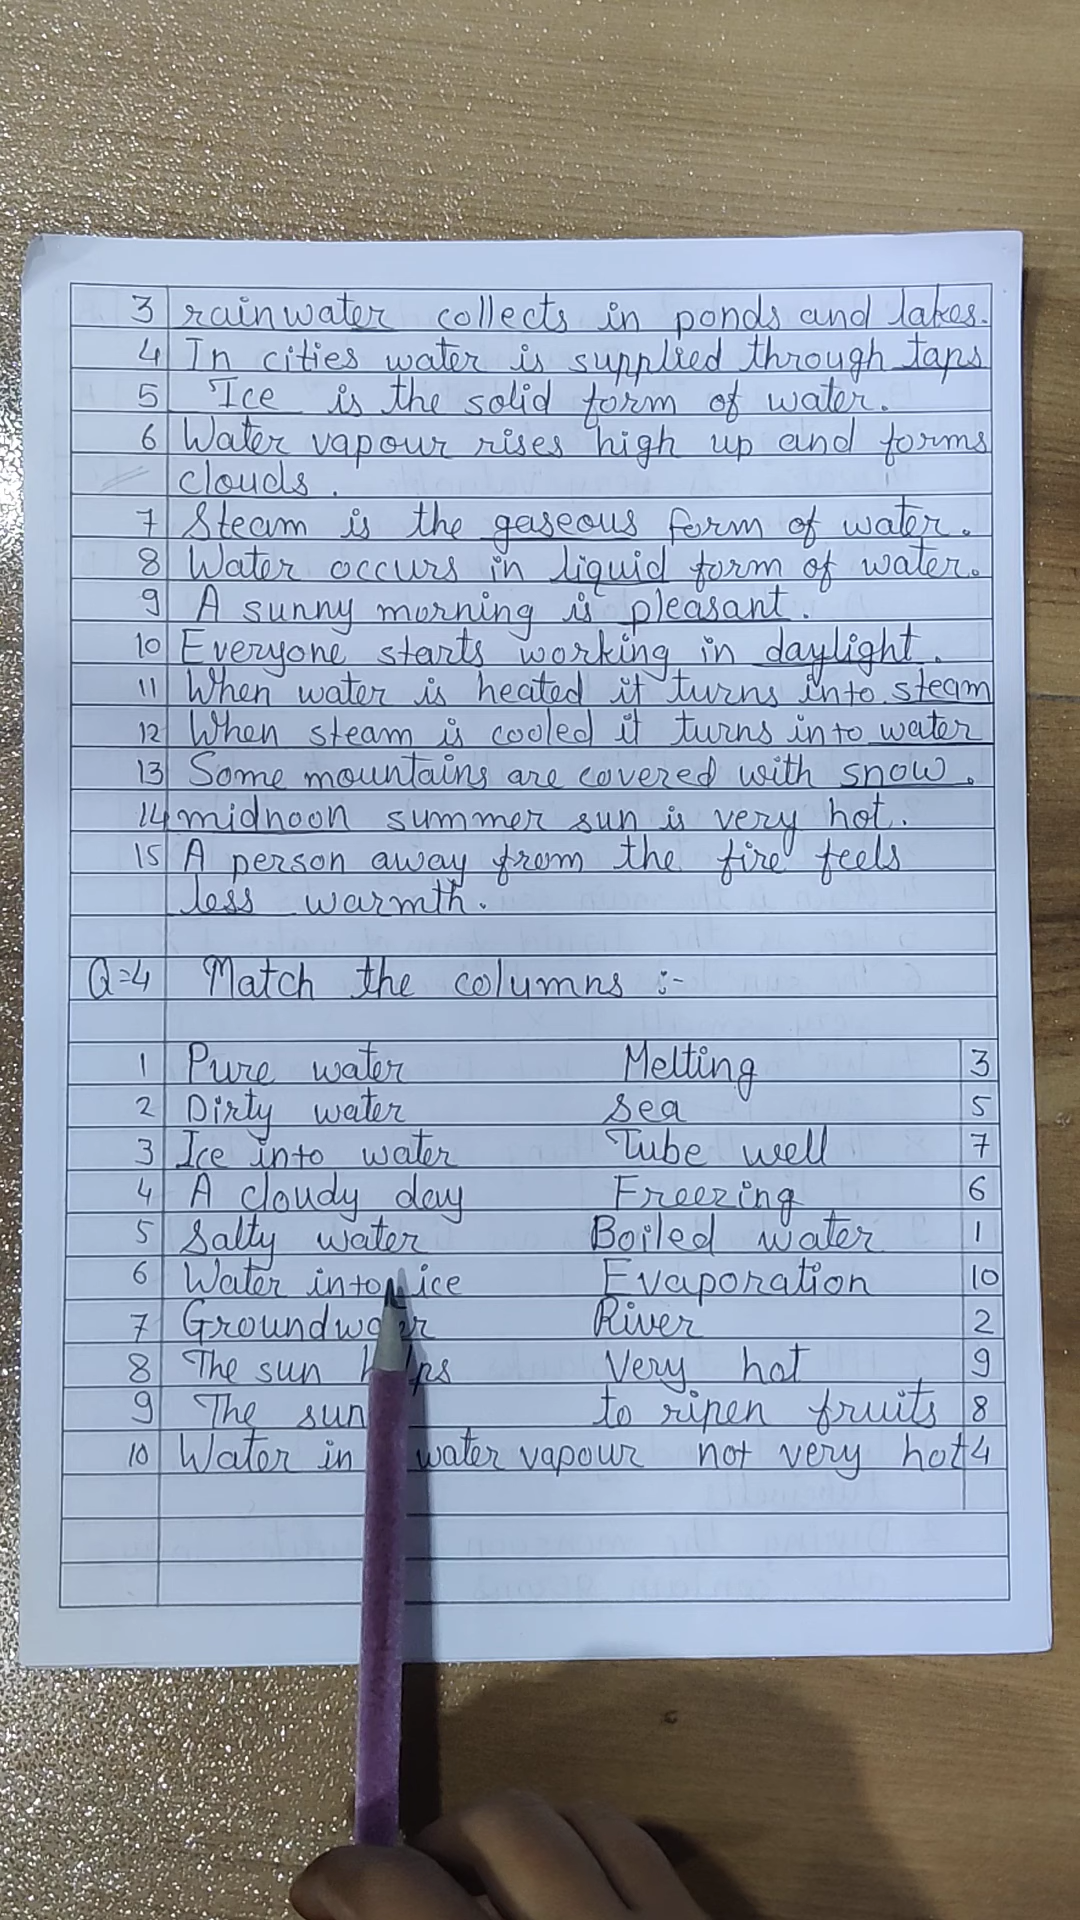 3 rainwater collects in ponds and lakes.
4 In cities water is supplied through taps
5 Ice is the solid form of water.
6 Water vapour rises high up and forms
clouds.
7 Steam is the gaseous form of water.
8 Water occurs in liquid form of water.
9 A sunny morning is pleasant.
10 Everyone starts working in daylight.
11 When water is heated it turns into steam
12 When steam is cooled it turns into water
13 Some mountains are covered with snow.
14 midnoon summer sun is very hot.
15 A person away from the fire feels
less warmth.
Q=4 Match the columns :-
1 Pure water Melting 3
2 Dirty water Sea 5
3 Ice into water Tube well 7
4 A cloudy day Freezing 6
5 Salty water Boiled water 1
6 Water into ice Evaporation 10
7 Groundwater River 2
8 The sun helps Very hot 9
9 The sun to ripen fruits 8
10 Water in water vapour not very hot 4